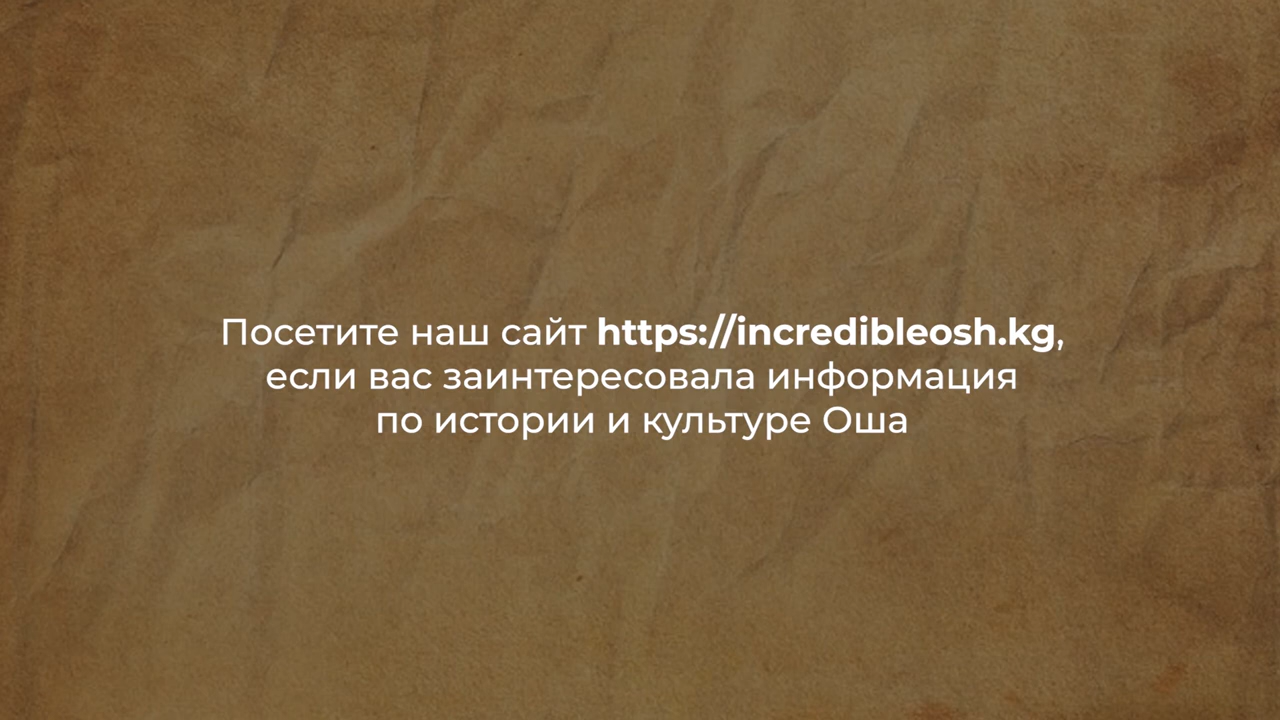 Посетите наш сайт https://incredibleosh.kg,
если вас заинтересовала информация
по истории и культуре Оша